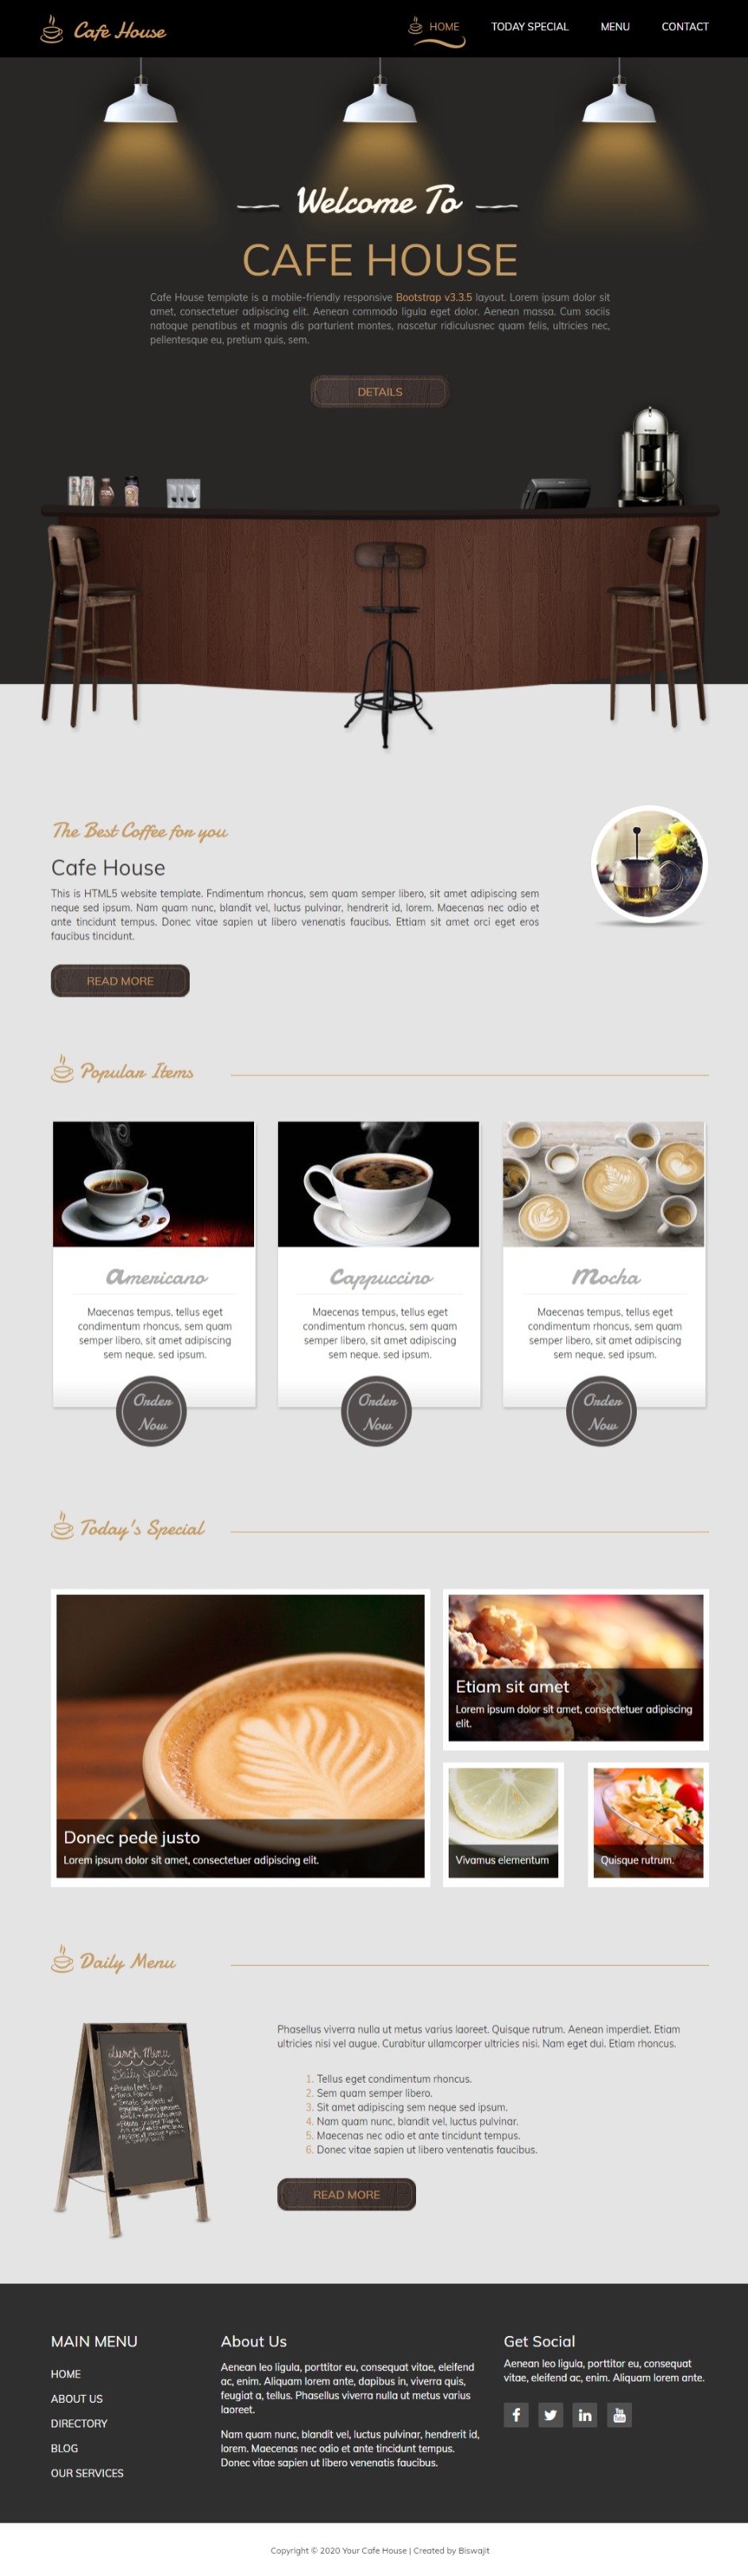 Cafe House
HOME
TODAY SPECIAL
MENU
CONTACT
Welcome To
CAFE HOUSE
Cafe House template is a mobile-friendly responsive Bootstrap v3.3.5 layout. Lorem ipsum dolor sit
amet, consectetuer adipiscing elit. Aenean commodo ligula eget dolor. Aenean massa. Cum sociis
natoque penatibus et magnis dis parturient montes, nascetur ridiculusnec quam felis, ultricies nec,
pellentesque eu, pretium quis, sem.
DETAILS
The Best Coffee for you
Cafe House
This is HTML5 website template. Fndimentum rhoncus, sem quam semper libero, sit amet adipiscing sem
neque sed ipsum. Nam quam nunc, blandit vel, luctus pulvinar, hendrerit id, lorem. Maecenas nec odio et
ante tincidunt tempus. Donec vitae sapien ut libero venenatis faucibus. Ettiam sit amet orci eget eros
faucibus tincidunt.
READ MORE
Popular Items
Americano
Maecenas tempus, tellus eget
condimentum rhoncus, sem quam
semper libero, sit amet adipiscing
sem neque. sed ipsum.
Order
Now
Cappuccino
Maecenas tempus, tellus eget
condimentum rhoncus, sem quam
semper libero, sit amet adipiscing
sem neque. sed ipsum.
Order
Now
Mocha
Maecenas tempus, tellus eget
condimentum rhoncus, sem quam
semper libero, sit amet adipiscing
sem neque. sed ipsum.
Order
Now
Today's Special
Donec pede justo
Lorem ipsum dolor sit amet, consectetuer adipiscing elit.
Etiam sit amet
Lorem ipsum dolor sit amet, consectetuer adipiscing
elit.
Vivamus elementum
Quisque rutrum.
Daily Menu
Lunch Menu
Daily Specials
Phasellus viverra nulla ut metus varius laoreet. Quisque rutrum. Aenean imperdiet. Etiam
ultricies nisi vel augue. Curabitur ullamcorper ultricies nisi. Nam eget dui. Etiam rhoncus.
1. Tellus eget condimentum rhoncus.
2. Sem quam semper libero.
3. Sit amet adipiscing sem neque sed ipsum.
4. Nam quam nunc, blandit vel, luctus pulvinar.
5. Maecenas nec odio et ante tincidunt tempus.
6. Donec vitae sapien ut libero ventenatis faucibus.
READ MORE
MAIN MENU
HOME
ABOUT US
DIRECTORY
BLOG
OUR SERVICES
About Us
Aenean leo ligula, porttitor eu, consequat vitae, eleifend
ac, enim. Aliquam lorem ante, dapibus in, viverra quis,
feugiat a, tellus. Phasellus viverra nulla ut metus varius
laoreet.
Nam quam nunc, blandit vel, luctus pulvinar, hendrerit id,
lorem. Maecenas nec odio et ante tincidunt tempus.
Donec vitae sapien ut libero venenatis faucibus.
Get Social
Aenean leo ligula, porttitor eu, consequat
vitae, eleifend ac, enim. Aliquam lorem ante.
Copyright © 2020 Your Cafe House | Created by Biswajit